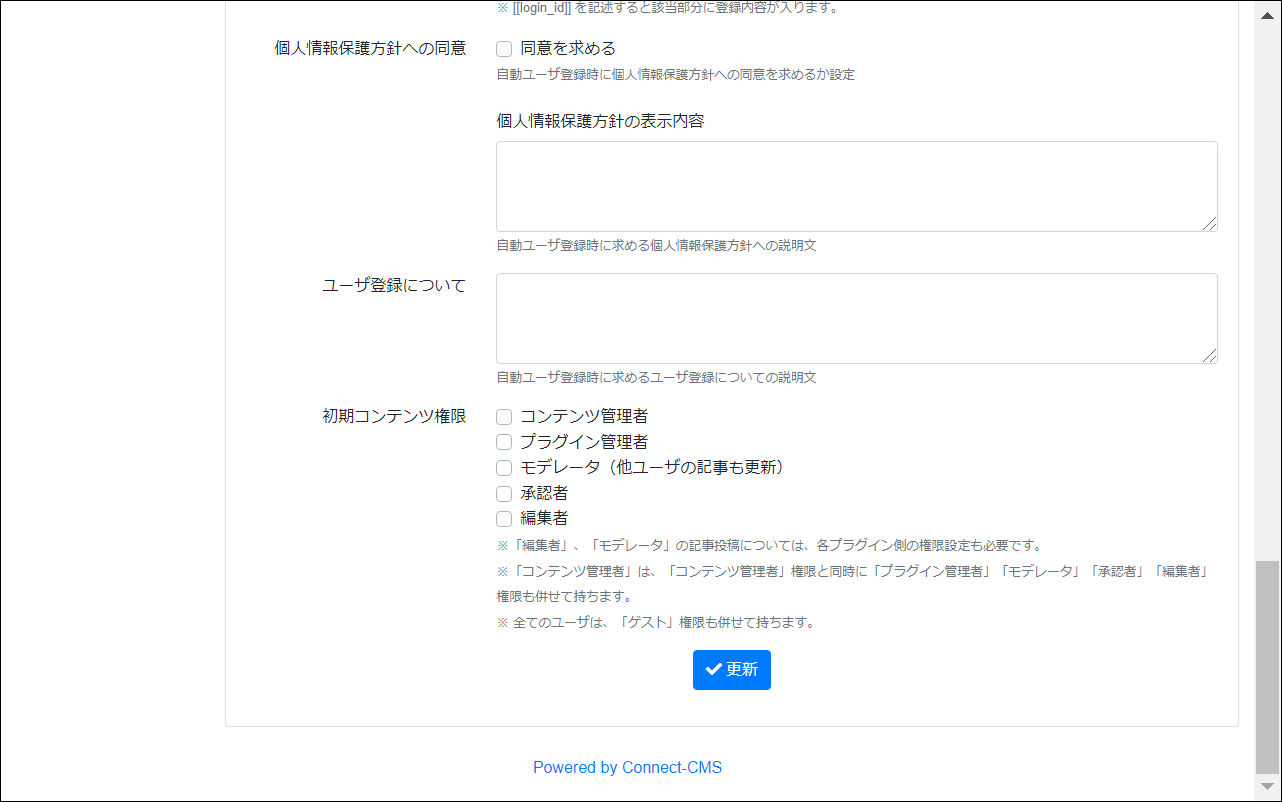 ※ [[login_id]] を記述すると該当部分に登録内容が入ります。
個人情報保護方針への同意
同意を求める
自動ユーザ登録時に個人情報保護方針への同意を求めるか設定
個人情報保護方針の表示内容
自動ユーザ登録時に求める個人情報保護方針への説明文
ユーザ登録について
自動ユーザ登録時に求めるユーザ登録についての説明文
初期コンテンツ権限
コンテンツ管理者
プラグイン管理者
モデレータ（他ユーザの記事も更新）
承認者
編集者
※「編集者」、「モデレータ」の記事投稿については、各プラグイン側の権限設定も必要です。
※「コンテンツ管理者」は、「コンテンツ管理者」権限と同時に「プラグイン管理者」「モデレータ」「承認者」「編集者」
権限も併せて持ちます。
※ 全てのユーザは、「ゲスト」権限も併せて持ちます。
更新
Powered by Connect-CMS